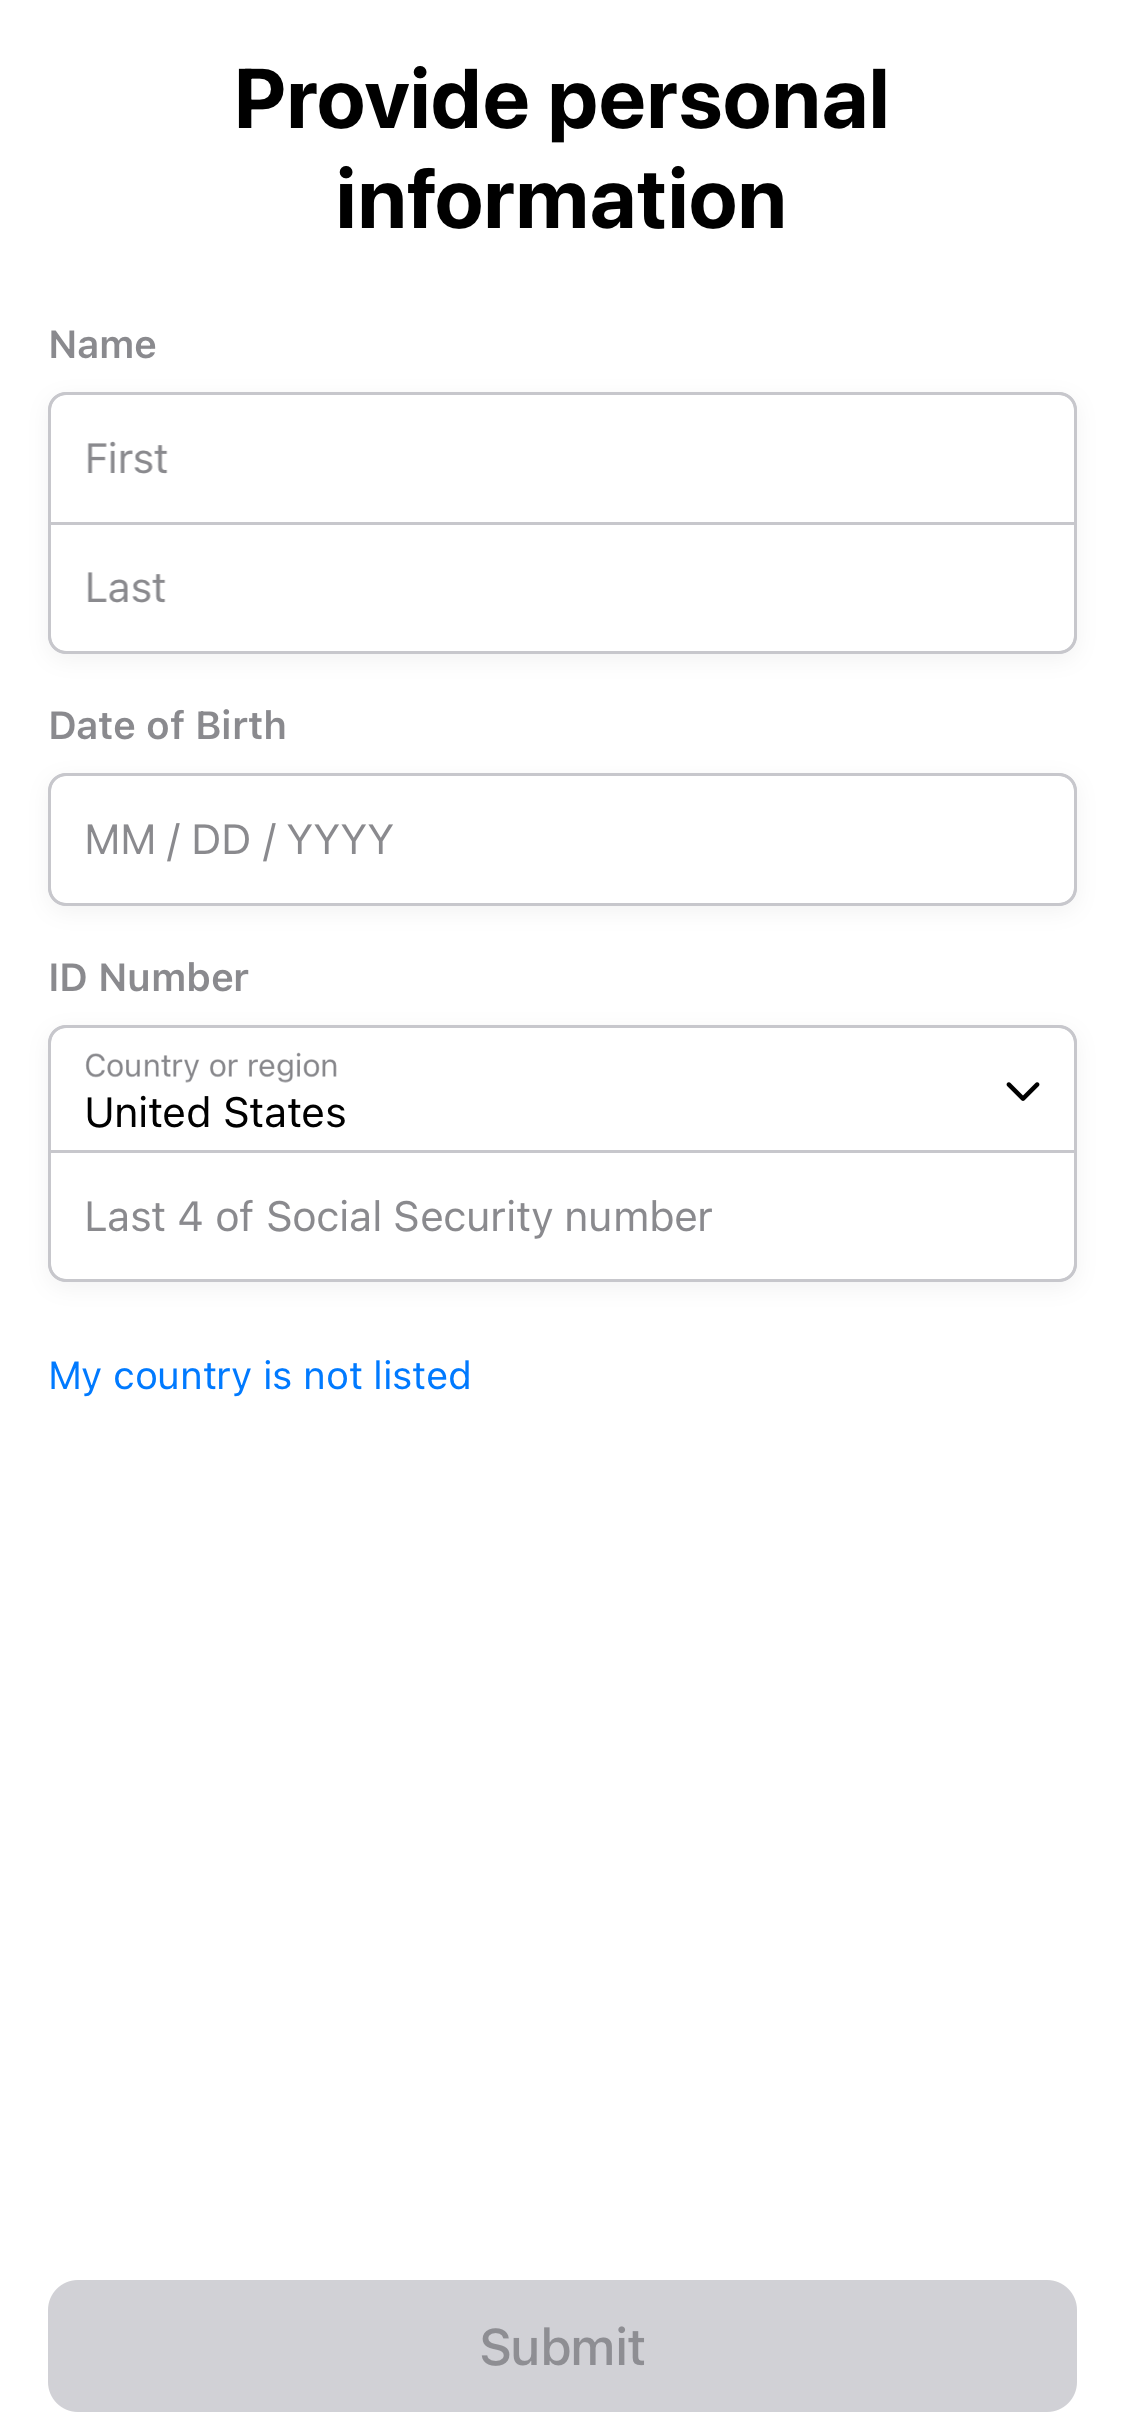 Provide personal
information
Name
First
Last
Date of Birth
MM / DD / YYYY
ID Number
Country or region
United States
Last 4 of Social Security number
My country is not listed
Submit